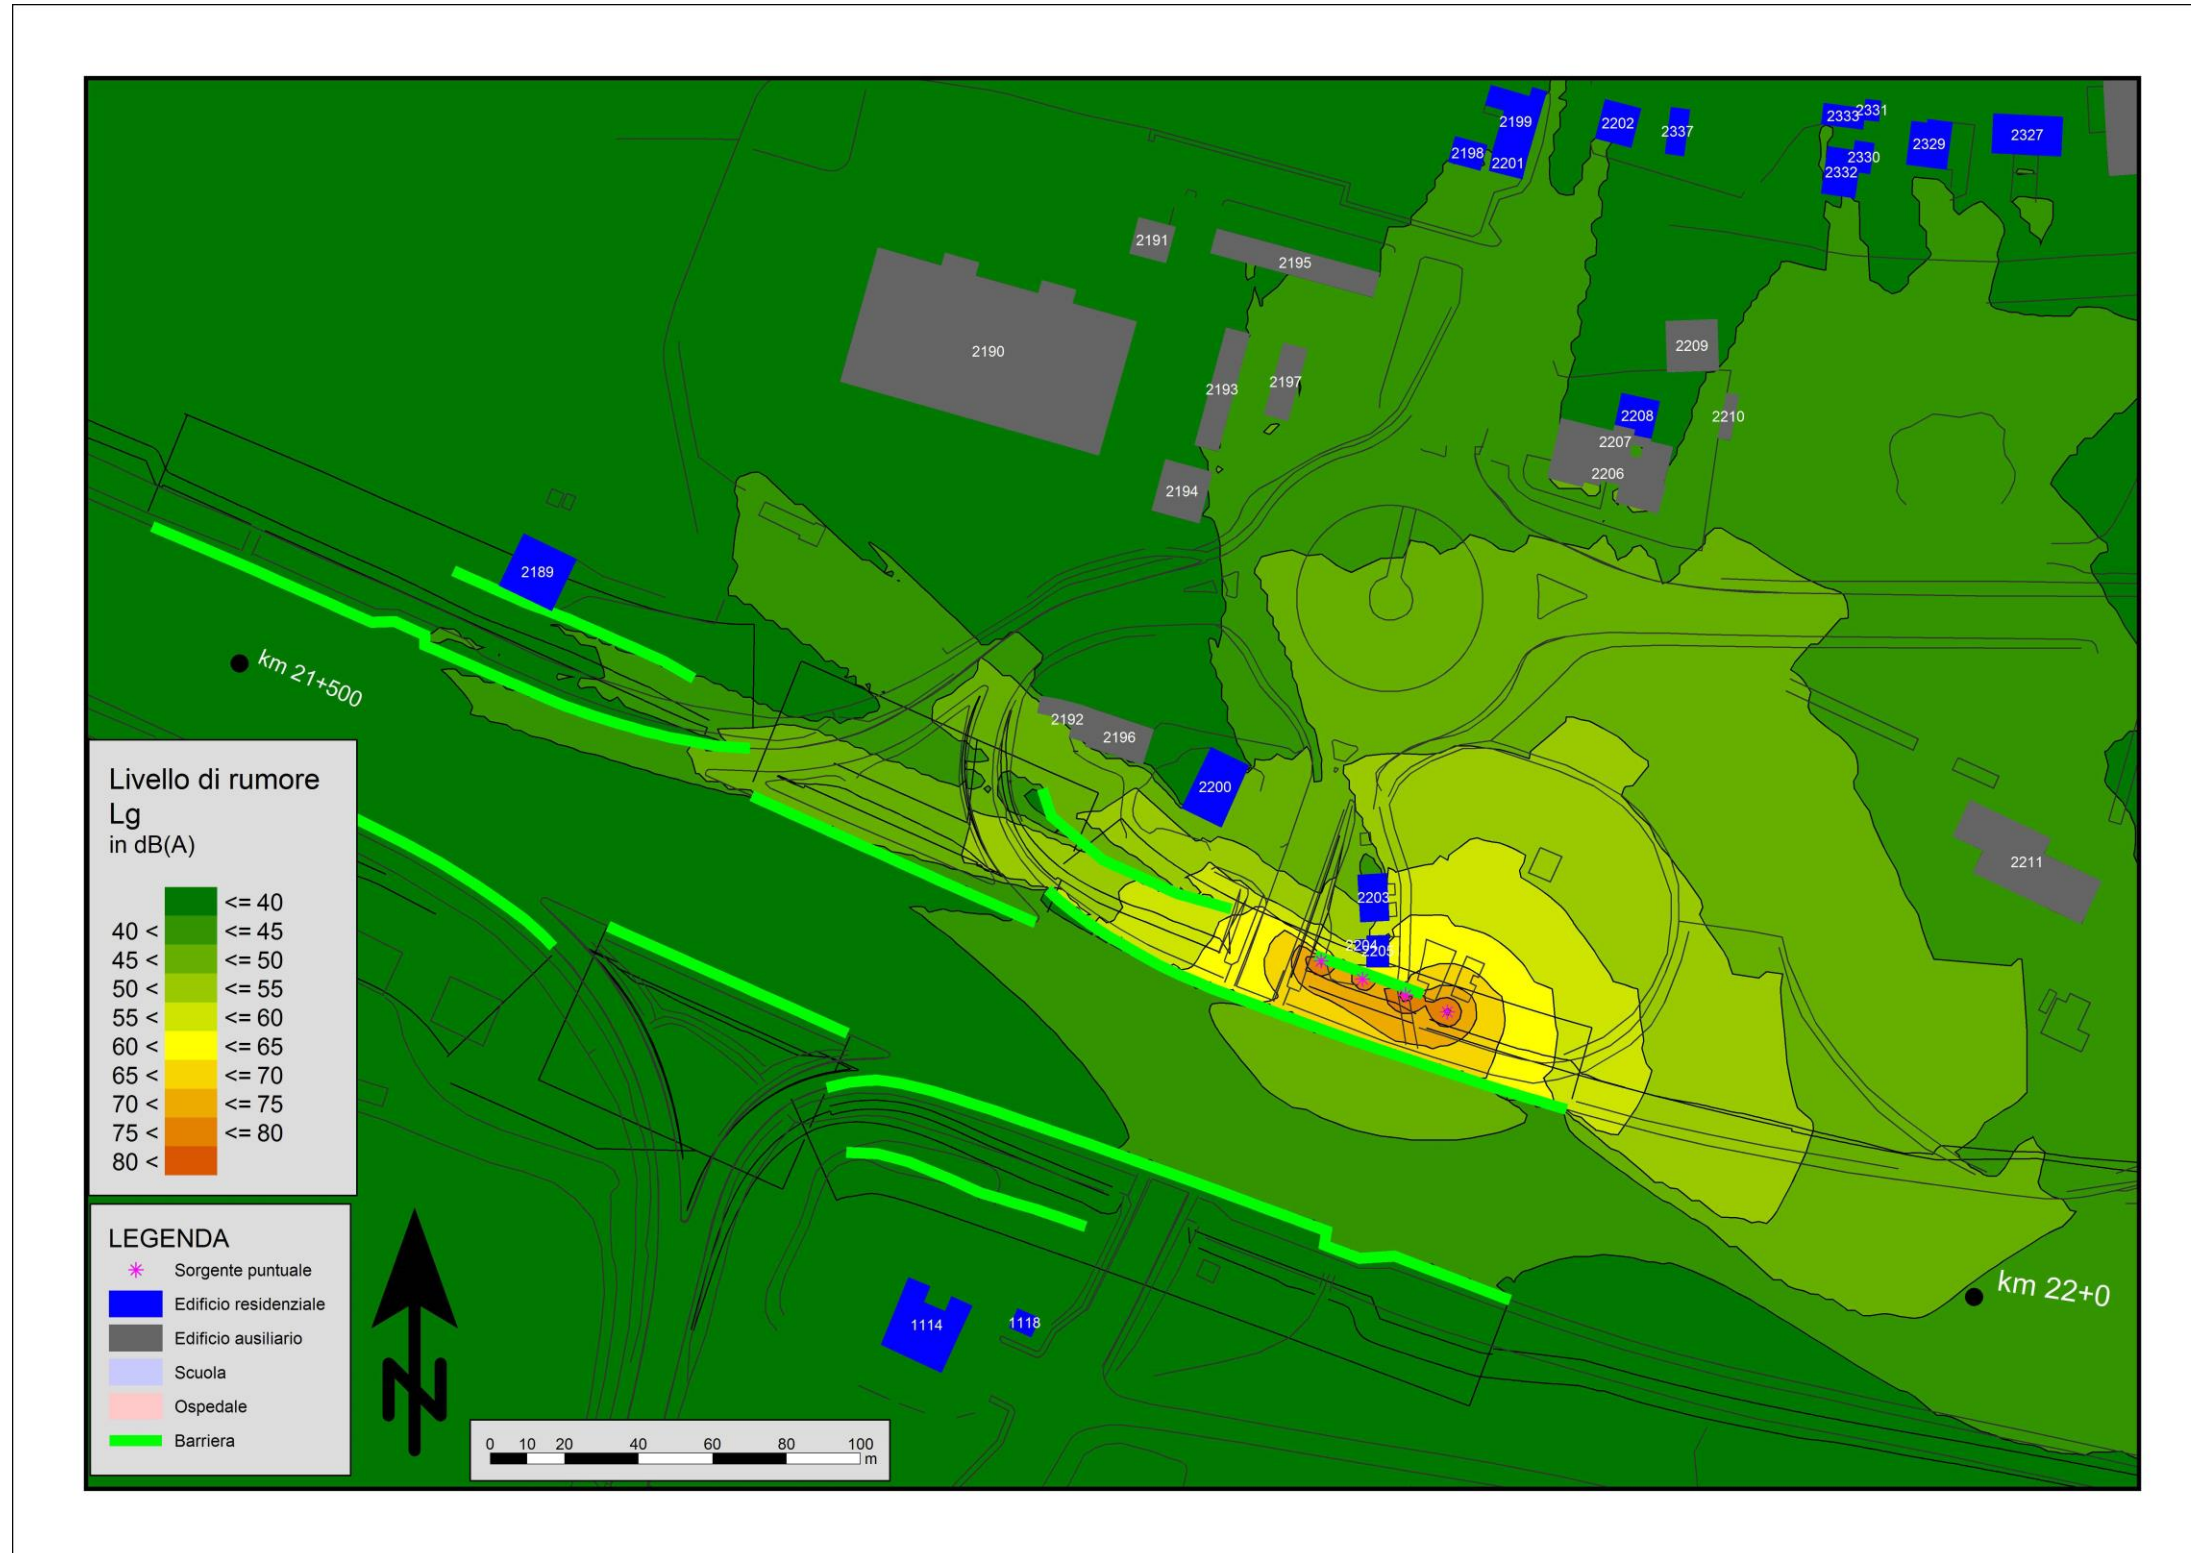 2199
2202
2337
2333
2331
2329
2327
2198
2201
2330
2332
2191
2195
2190
2209
2193
2197
2208
2210
2207
2206
2194
2189
km 21+500
2192
2196
2200
2203
2204
2205
2211
km 22+0
1114
1118
Livello di rumore
Lg
in dB(A)
<= 40
40 < <= 45
45 < <= 50
50 < <= 55
55 < <= 60
60 < <= 65
65 < <= 70
70 < <= 75
75 < <= 80
80 <
LEGENDA
Sorgente puntuale
Edificio residenziale
Edificio ausiliario
Scuola
Ospedale
Barriera
N
0 10 20 40 60 80 100
m